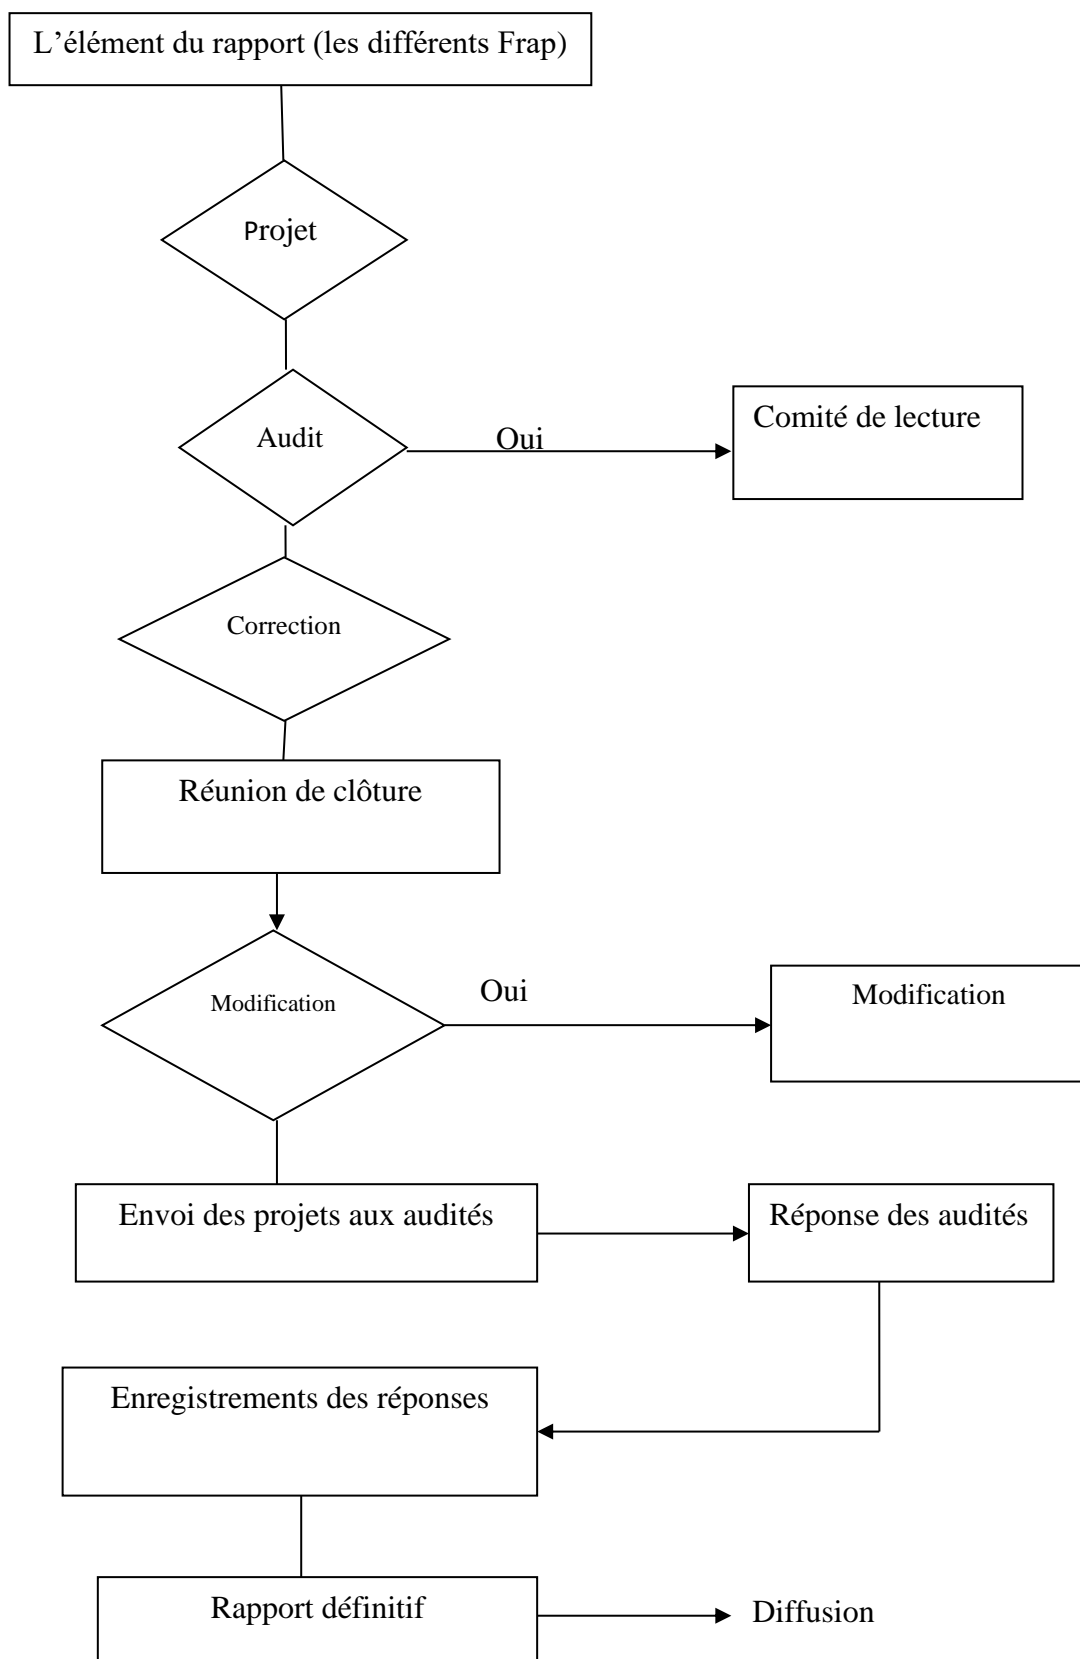 L’élément du rapport (les différents Frap)
Projet
Audit
Oui
Comité de lecture
Correction
Réunion de clôture
Modification
Oui
Modification
Envoi des projets aux audités
Réponse des audités
Enregistrements des réponses
Rapport définitif
Diffusion